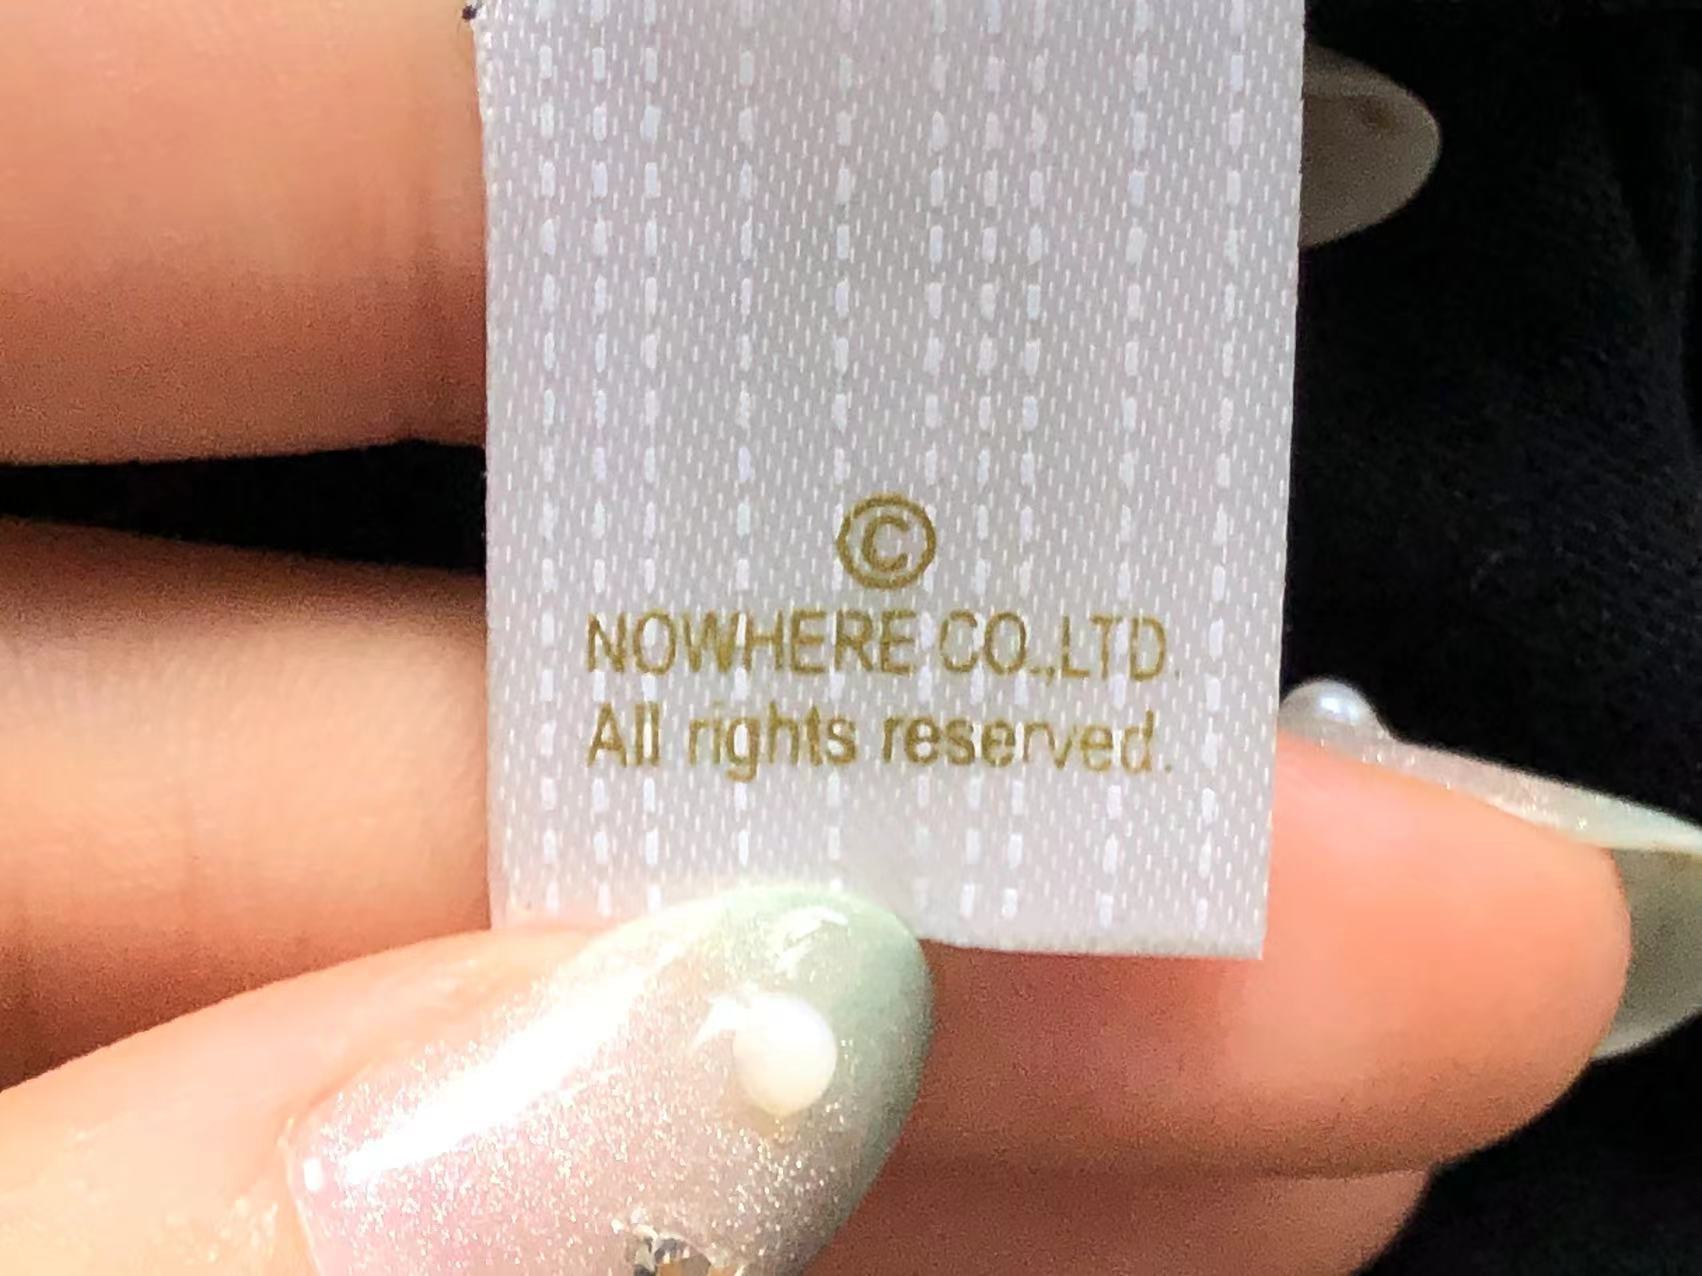 ©
NOWHERE CO.,LTD.
All rights reserved.